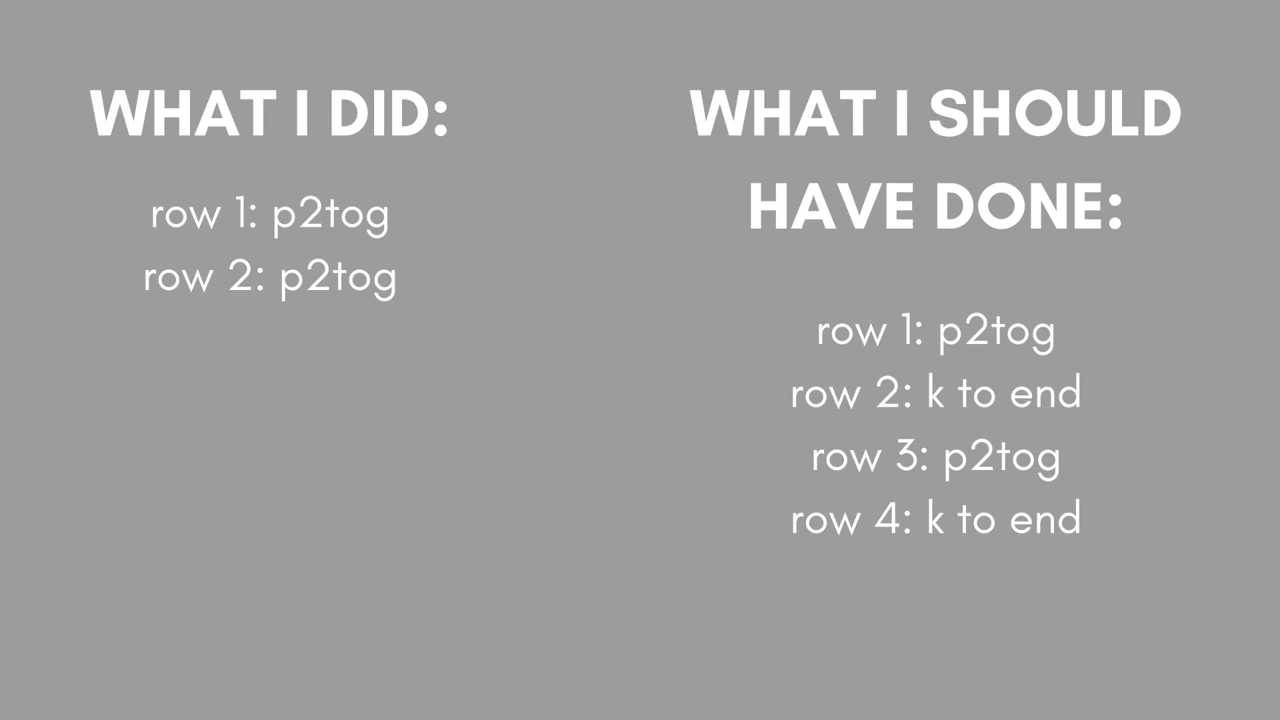 WHAT I DID:
row 1: p2tog
row 2: p2tog
WHAT I SHOULD
HAVE DONE:
row 1: p2tog
row 2: k to end
row 3: p2tog
row 4: k to end